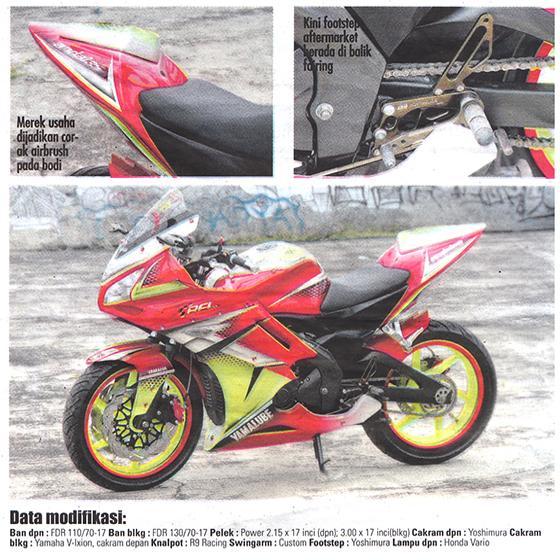 Merek usaha
dijadikan cor-
ak airbrush
pada bodi
Kini footstep
aftermarket
berada di balik
fairing
YAMAHA
YAMALUBE
Data modifikasi:
Ban dpn : FDR 110/70-17 Ban blkg : FDR 130/70-17 Pelek : Power 2.15 x 17 inci (dpn); 3.00 x 17 inci(blkg) Cakram dpn : Yoshimura Cakram
blkg : Yamaha V-Ixion, cakram depan Knalpot : R9 Racing Swingarm : Custom Footstep : Yoshimura Lampu dpn : Honda Vario